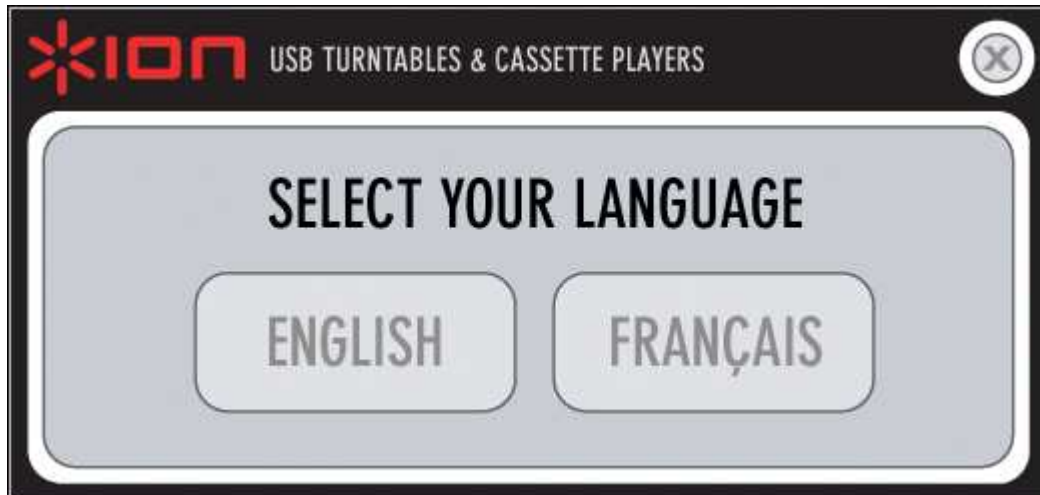 ION USB TURNTABLES & CASSETTE PLAYERS X
SELECT YOUR LANGUAGE
ENGLISH FRANÇAIS